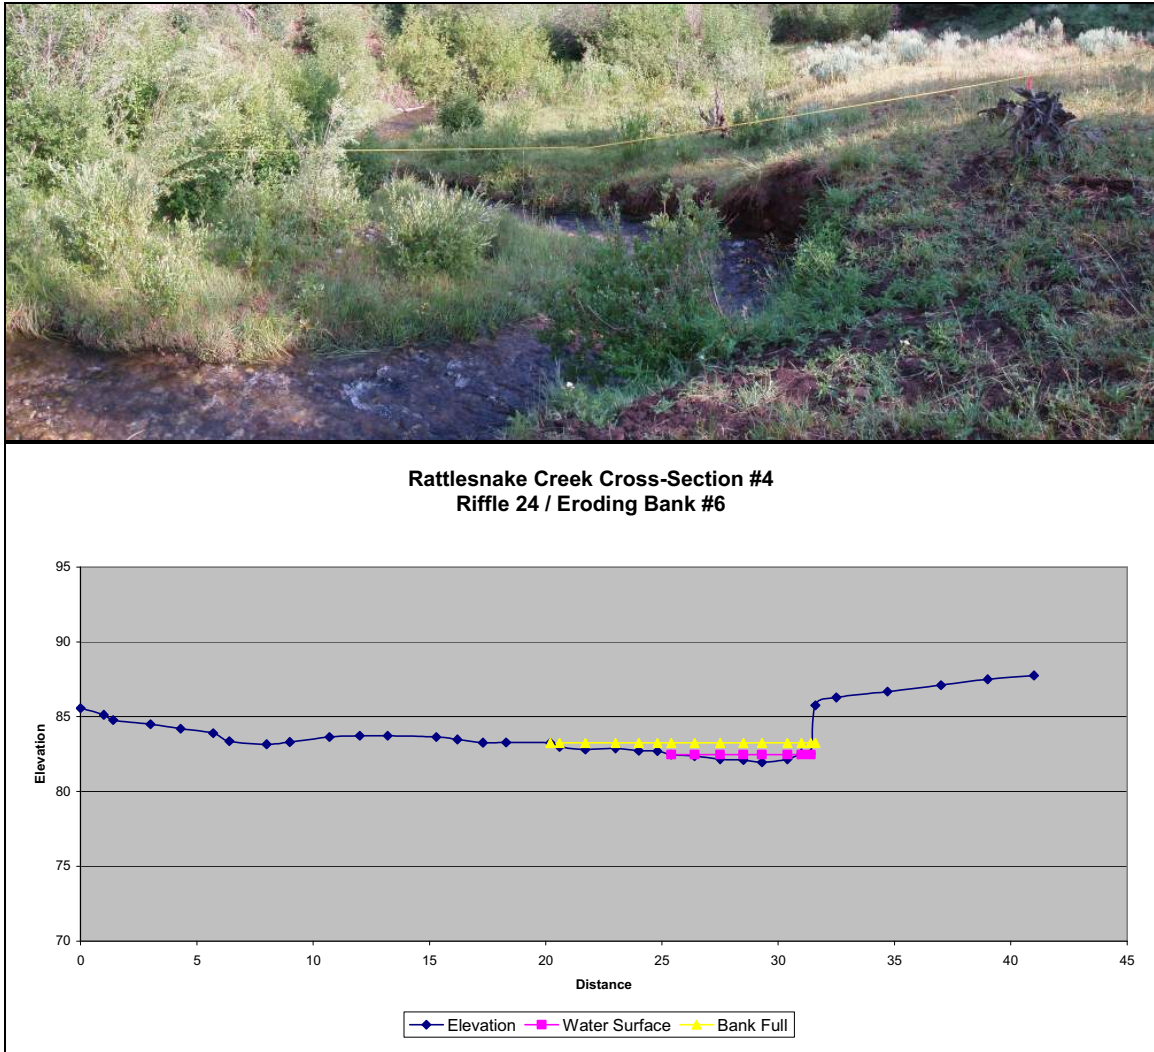 Rattlesnake Creek Cross-Section #4
Riffle 24 / Eroding Bank #6
95
90
85
80
75
70
Elevation
0 5 10 15 20 25 30 35 40 45
Distance
Elevation Water Surface Bank Full